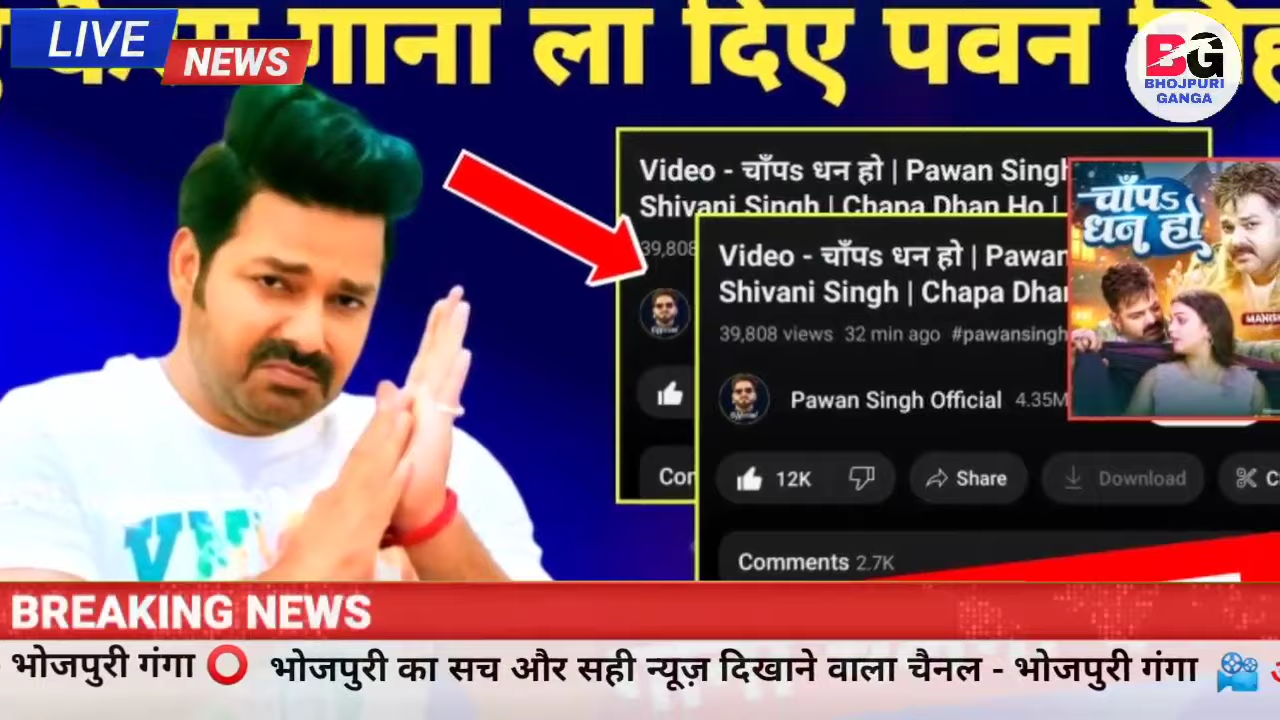 LIVE
NEWS
गाना ला दिए पवन
BG
BHOJPURI
GANGA
Video - चाँपs धन हो | Pawan Singh
Shivani Singh | Chapa Dhan Ho |
39,808
Video - चाँपs धन हो | Pawan
Shivani Singh | Chapa Dhan
39,808 views 32 min ago #pawansingh
Pawan Singh Official 4.35M
चाँपs
धन हो
12K
Share
Download
Comments 2.7K
BREAKING NEWS
भोजपुरी गंगा ⭕ भोजपुरी का सच और सही न्यूज़ दिखाने वाला चैनल - भोजपुरी गंगा